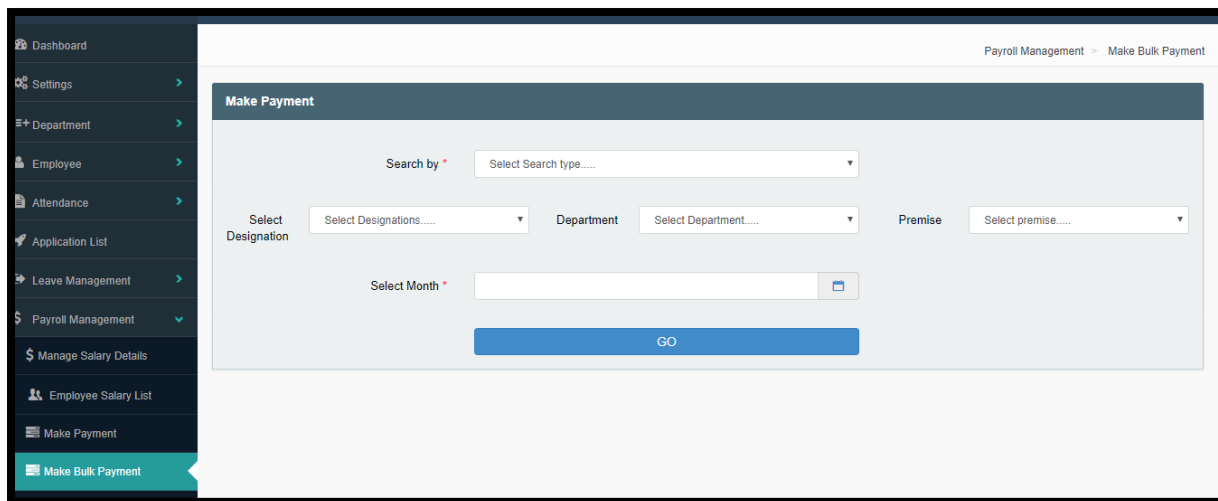 Dashboard
Settings
Department
Employee
Attendance
Application List
Leave Management
Payroll Management
Manage Salary Details
Employee Salary List
Make Payment
Make Bulk Payment
Payroll Management > Make Bulk Payment
Make Payment
Search by * Select Search type.....
Select Designation Select Designations..... Department Select Department..... Premise Select premise.....
Select Month *
GO